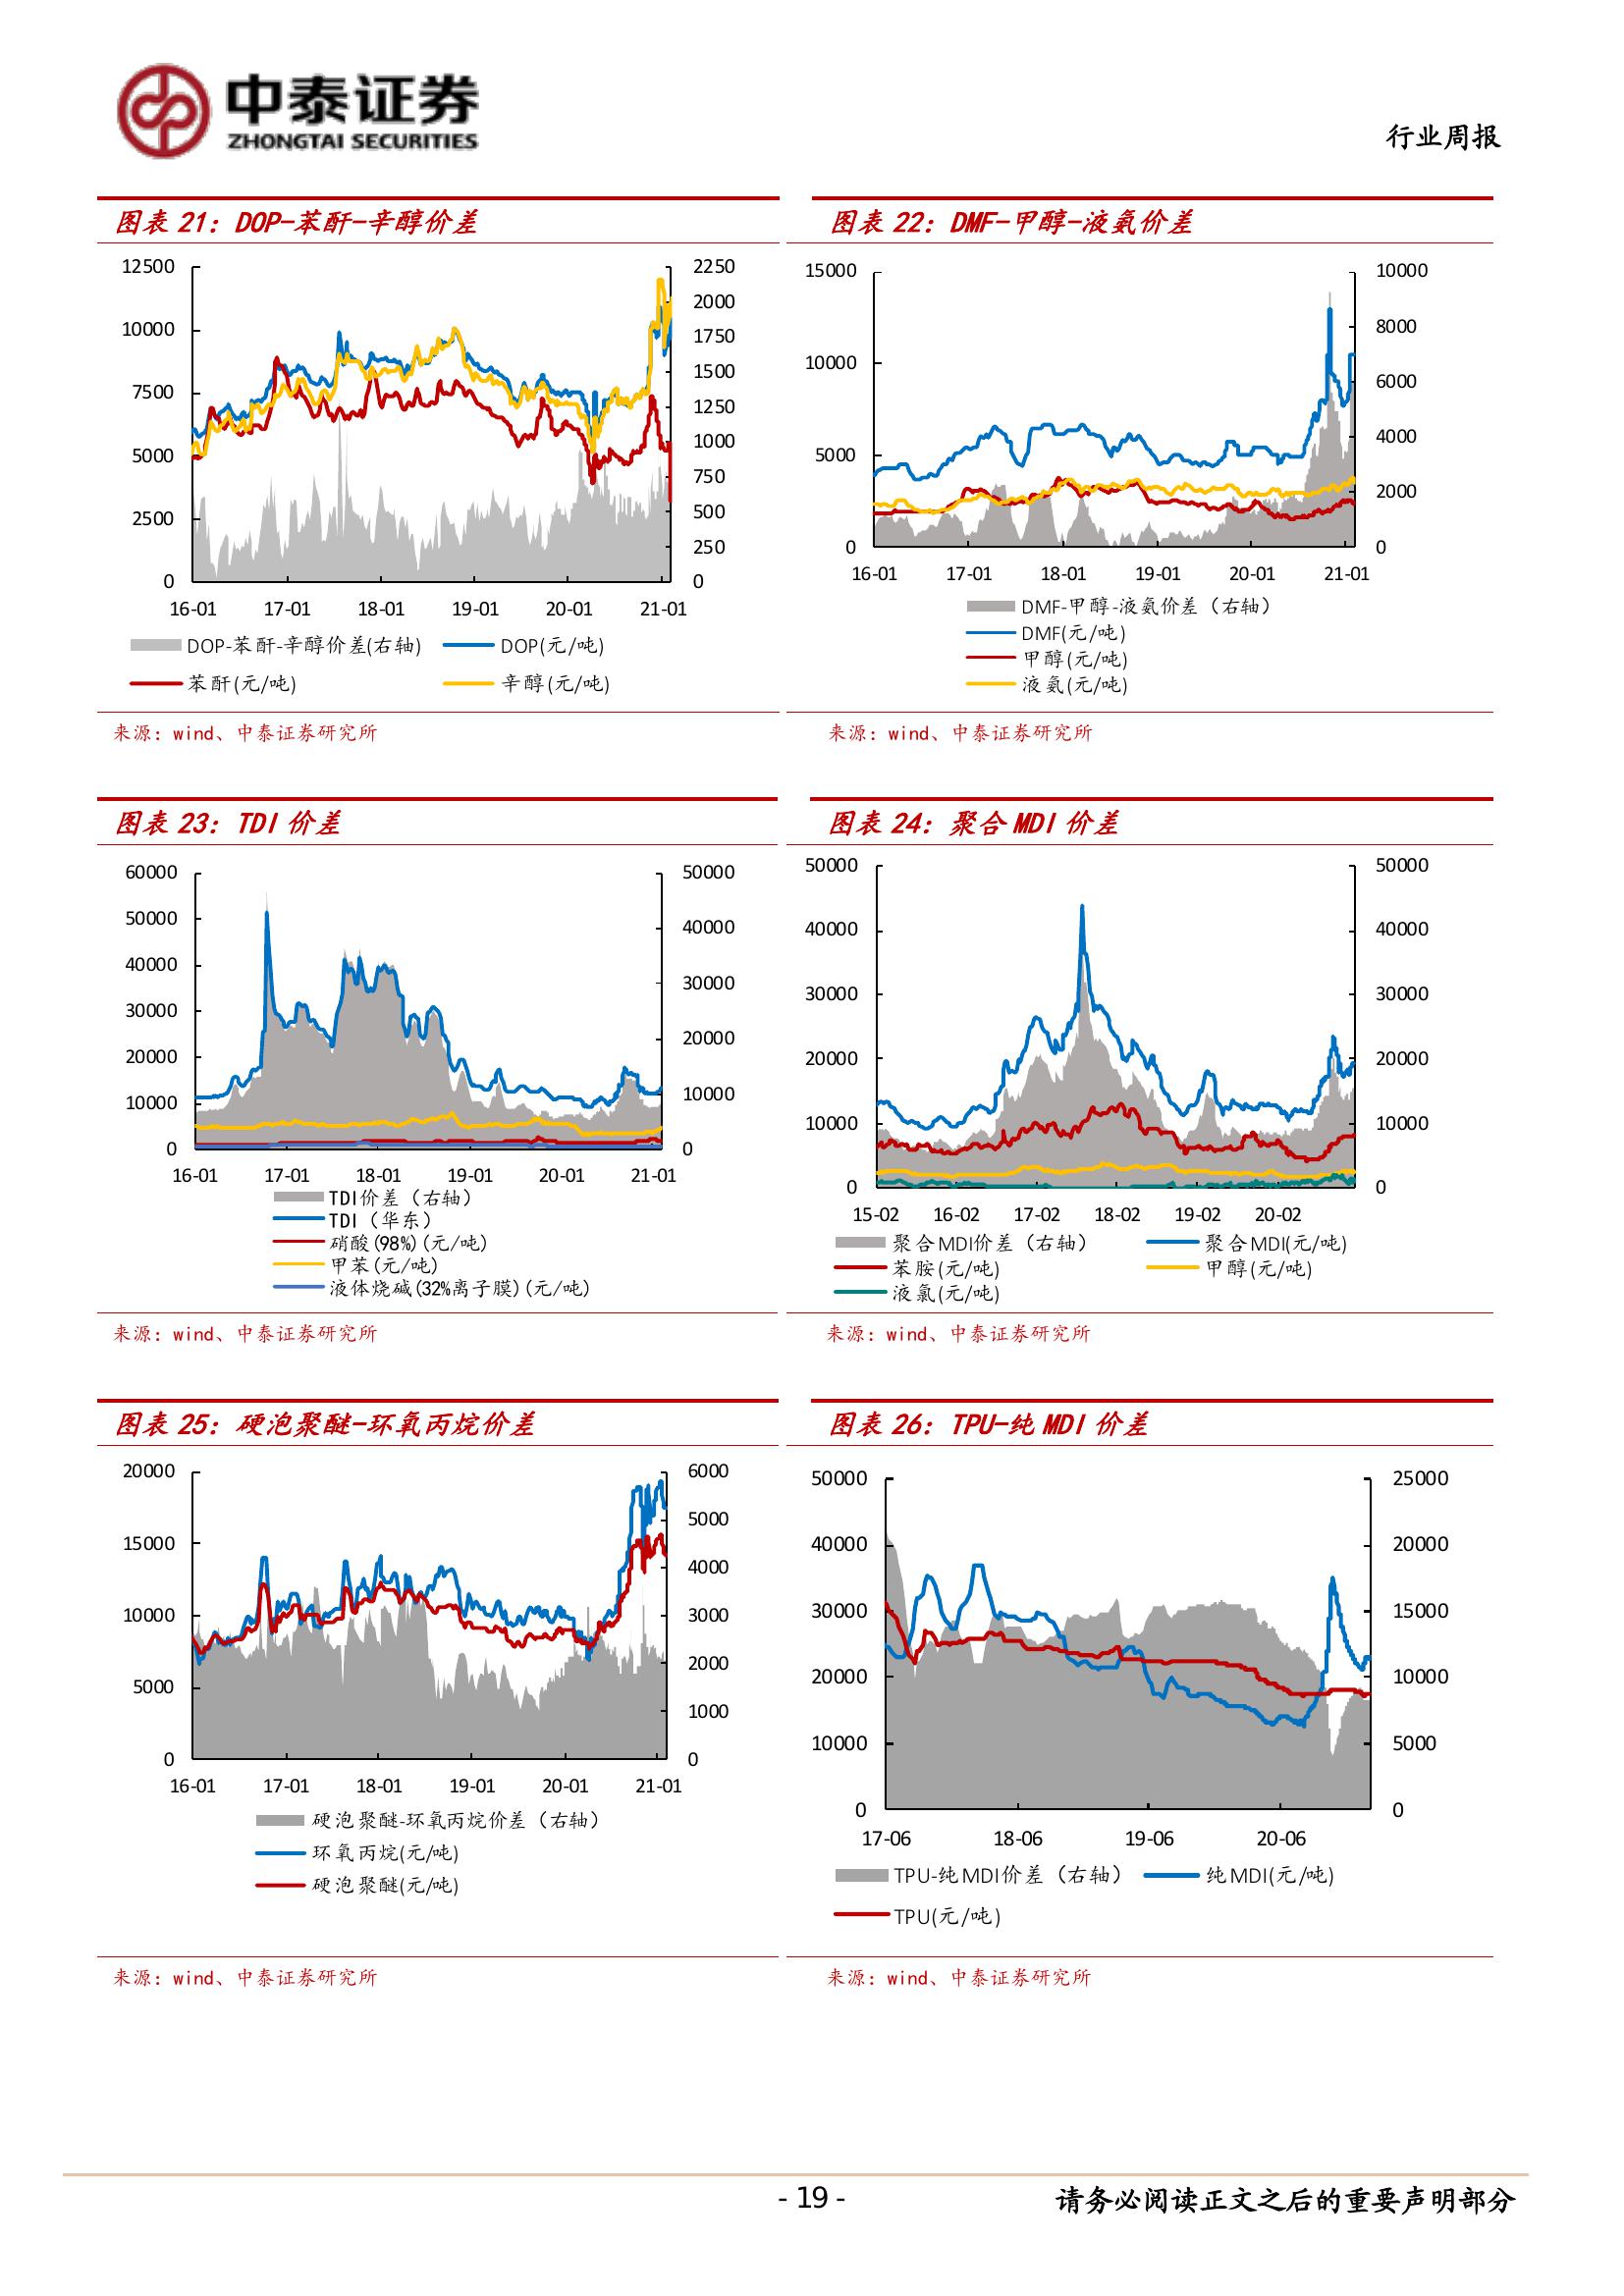 中泰证券
ZHONGTAI SECURITIES
行业周报
图表 21：DOP-苯酐-辛醇价差
12500
10000
7500
5000
2500
0
2250
2000
1750
1500
1250
1000
750
500
250
0
16-01 17-01 18-01 19-01 20-01 21-01
DOP-苯酐-辛醇价差(右轴) DOP(元/吨)
苯酐(元/吨) 辛醇(元/吨)
来源：wind、中泰证券研究所
图表 22：DMF-甲醇-液氨价差
15000
10000
5000
0
10000
8000
6000
4000
2000
0
16-01 17-01 18-01 19-01 20-01 21-01
DMF-甲醇-液氨价差（右轴）
DMF(元/吨)
甲醇(元/吨)
液氨(元/吨)
来源：wind、中泰证券研究所
图表 23：TDI 价差
60000
50000
40000
30000
20000
10000
0
50000
40000
30000
20000
10000
0
16-01 17-01 18-01 19-01 20-01 21-01
TDI价差（右轴）
TDI（华东）
硝酸(98%)(元/吨)
甲苯(元/吨)
液体烧碱(32%离子膜)(元/吨)
来源：wind、中泰证券研究所
图表 24：聚合 MDI 价差
50000
40000
30000
20000
10000
0
50000
40000
30000
20000
10000
0
15-02 16-02 17-02 18-02 19-02 20-02
聚合MDI价差（右轴） 聚合MDI(元/吨)
苯胺(元/吨) 甲醇(元/吨)
液氯(元/吨)
来源：wind、中泰证券研究所
图表 25：硬泡聚醚-环氧丙烷价差
20000
15000
10000
5000
0
6000
5000
4000
3000
2000
1000
0
16-01 17-01 18-01 19-01 20-01 21-01
硬泡聚醚-环氧丙烷价差（右轴）
环氧丙烷(元/吨)
硬泡聚醚(元/吨)
来源：wind、中泰证券研究所
图表 26：TPU-纯 MDI 价差
50000
40000
30000
20000
10000
0
25000
20000
15000
10000
5000
0
17-06 18-06 19-06 20-06
TPU-纯MDI价差（右轴） 纯MDI(元/吨)
TPU(元/吨)
来源：wind、中泰证券研究所
- 19 -
请务必阅读正文之后的重要声明部分